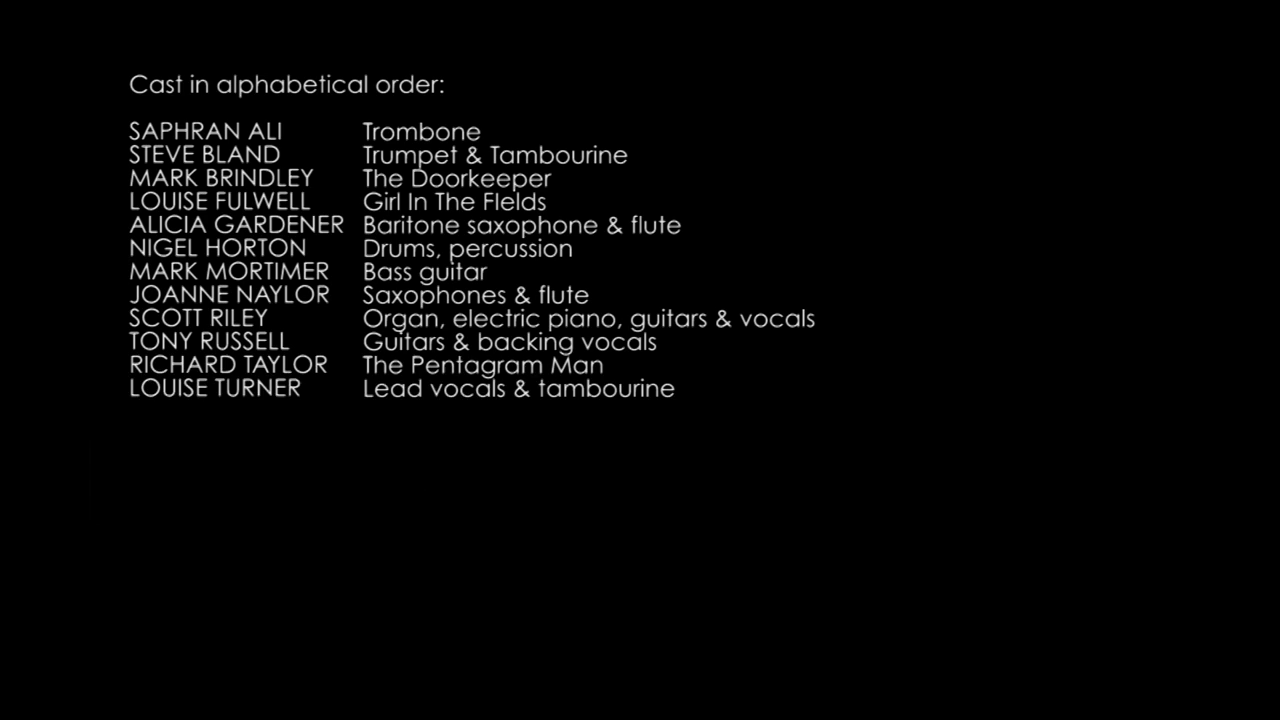 Cast in alphabetical order:
SAPHRAN ALI Trombone
STEVE BLAND Trumpet & Tambourine
MARK BRINDLEY The Doorkeeper
LOUISE FULWELL Girl In The FIelds
ALICIA GARDENER Baritone saxophone & flute
NIGEL HORTON Drums, percussion
MARK MORTIMER Bass guitar
JOANNE NAYLOR Saxophones & flute
SCOTT RILEY Organ, electric piano, guitars & vocals
TONY RUSSELL Guitars & backing vocals
RICHARD TAYLOR The Pentagram Man
LOUISE TURNER Lead vocals & tambourine